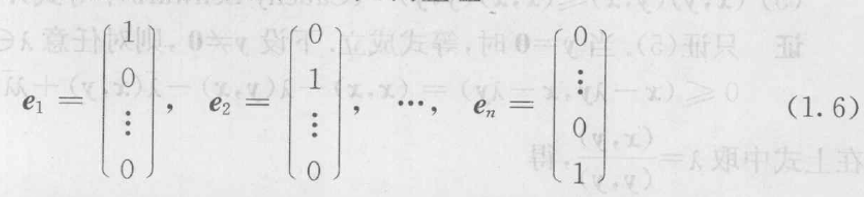 e₁ = (1 0 ⋮ 0), e₂ = (0 1 ⋮ 0), ⋯, eₙ = (0 ⋮ 0 1) (1.6)